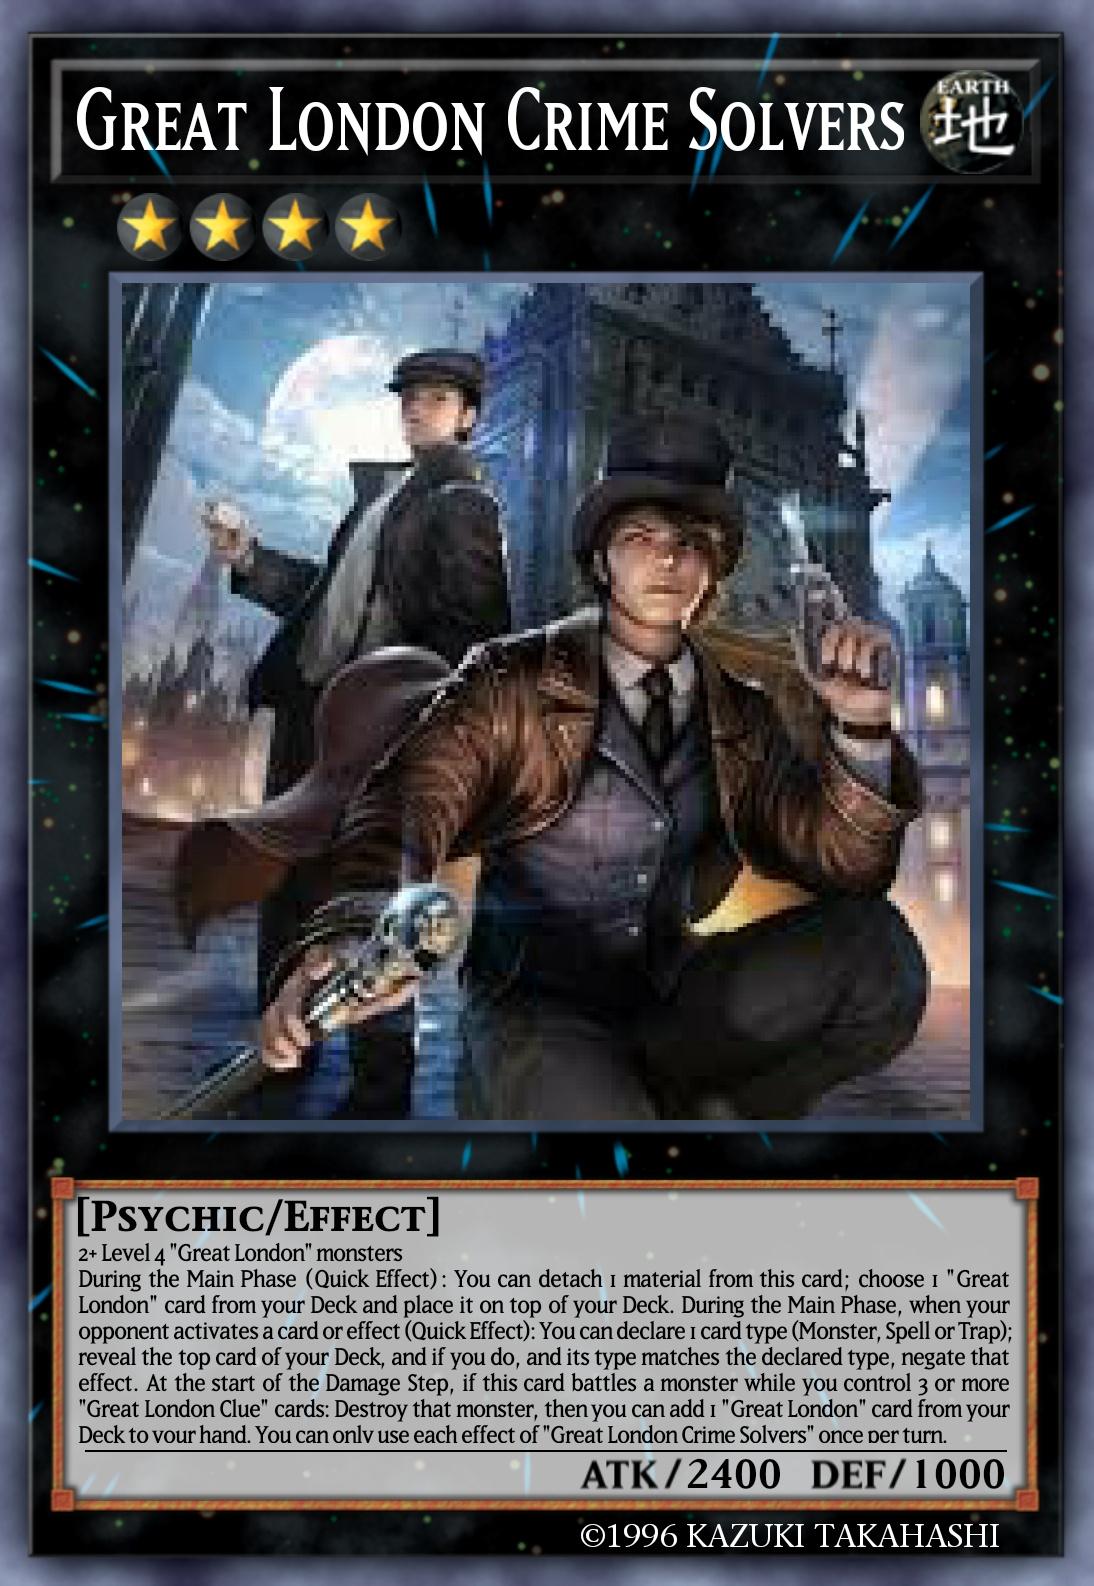 GREAT LONDON CRIME SOLVERS
EARTH
地
[PSYCHIC/EFFECT]
2+ Level 4 "Great London" monsters
During the Main Phase (Quick Effect): You can detach 1 material from this card; choose 1 "Great
London" card from your Deck and place it on top of your Deck. During the Main Phase, when your
opponent activates a card or effect (Quick Effect): You can declare 1 card type (Monster, Spell or Trap);
reveal the top card of your Deck, and if you do, and its type matches the declared type, negate that
effect. At the start of the Damage Step, if this card battles a monster while you control 3 or more
"Great London Clue" cards: Destroy that monster, then you can add 1 "Great London" card from your
Deck to your hand. You can only use each effect of "Great London Crime Solvers" once per turn.
ATK/2400 DEF/1000
©1996 KAZUKI TAKAHASHI